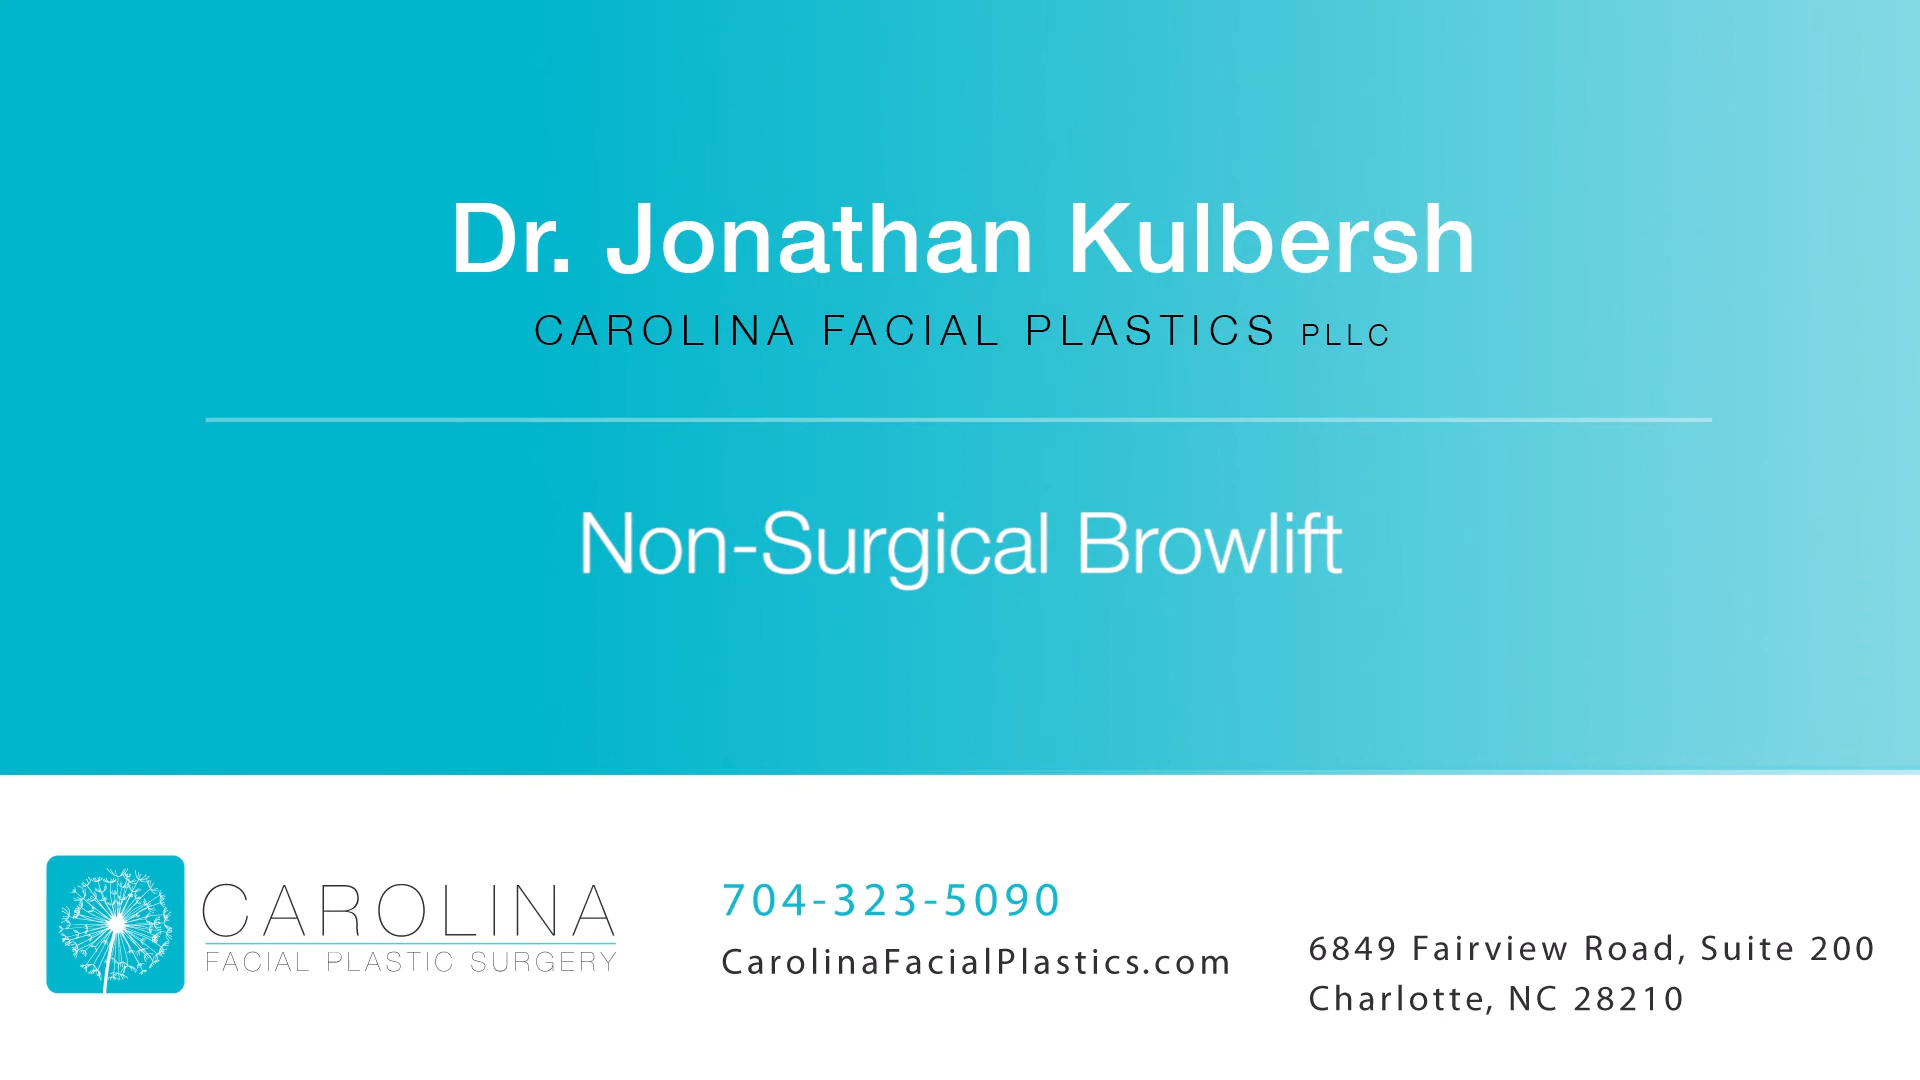 Dr. Jonathan Kulbersh
CAROLINA FACIAL PLASTICS PLLC
Non-Surgical Browlift
CAROLINA
FACIAL PLASTIC SURGERY
704-323-5090
CarolinaFacialPlastics.com
6849 Fairview Road, Suite 200
Charlotte, NC 28210